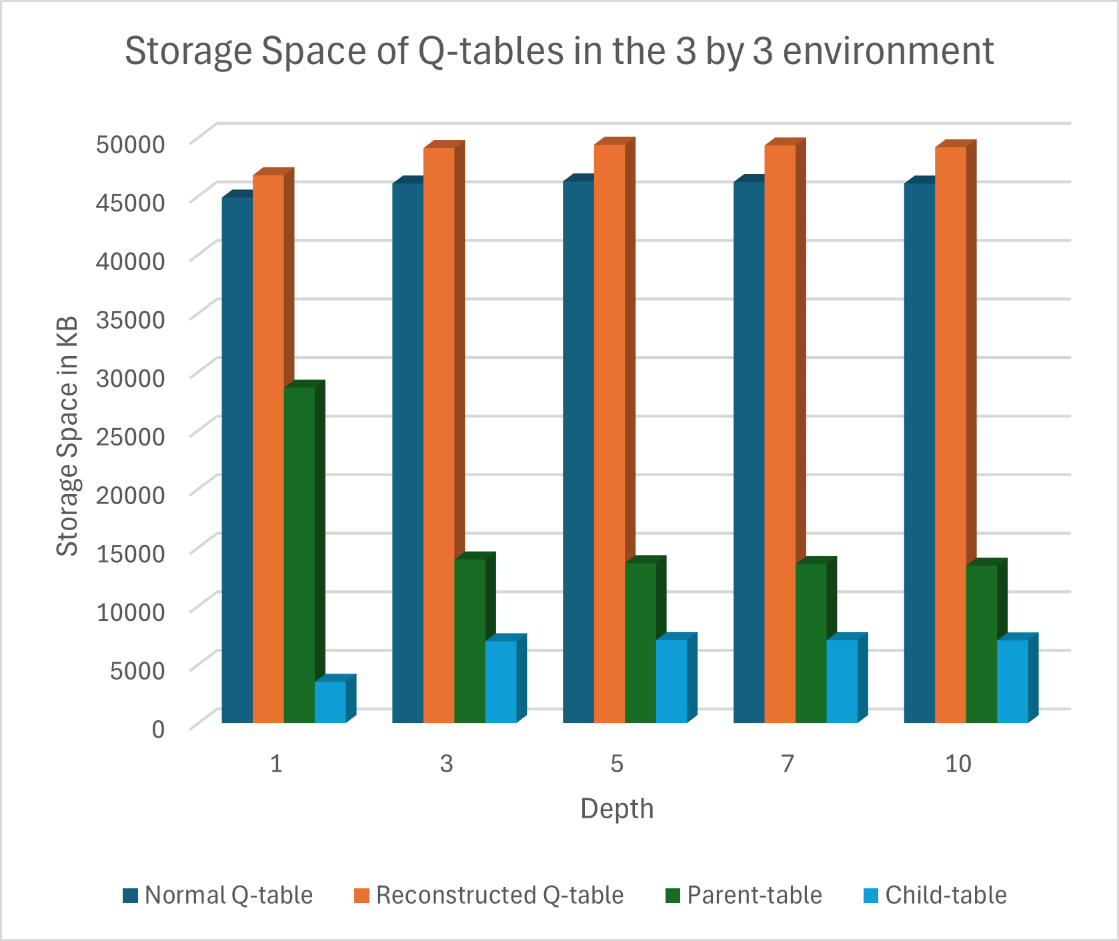 Storage Space of Q-tables in the 3 by 3 environment
Storage Space in KB
50000
45000
40000
35000
30000
25000
20000
15000
10000
5000
0
1 3 5 7 10
Depth
Normal Q-table Reconstructed Q-table Parent-table Child-table